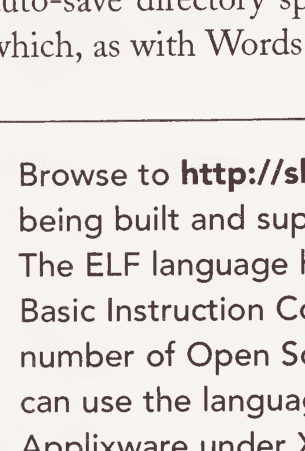 auto-save directory sp
which, as with Words
Browse to http://sl
being built and sup
The ELF language h
Basic Instruction Co
number of Open So
can use the languag
Applixware under X